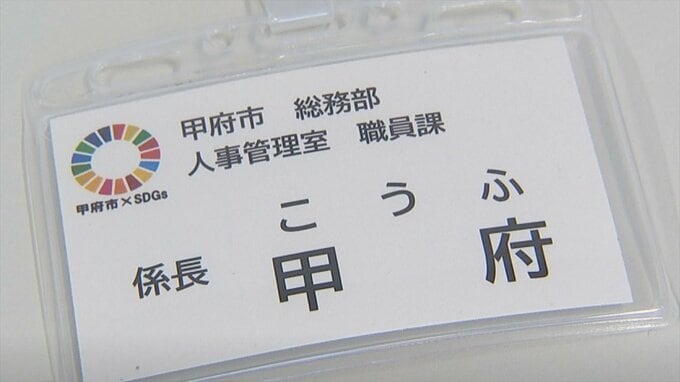 甲府市　総務部
人事管理室　職員課
甲府市×SDGs
こうふ
係長　甲府